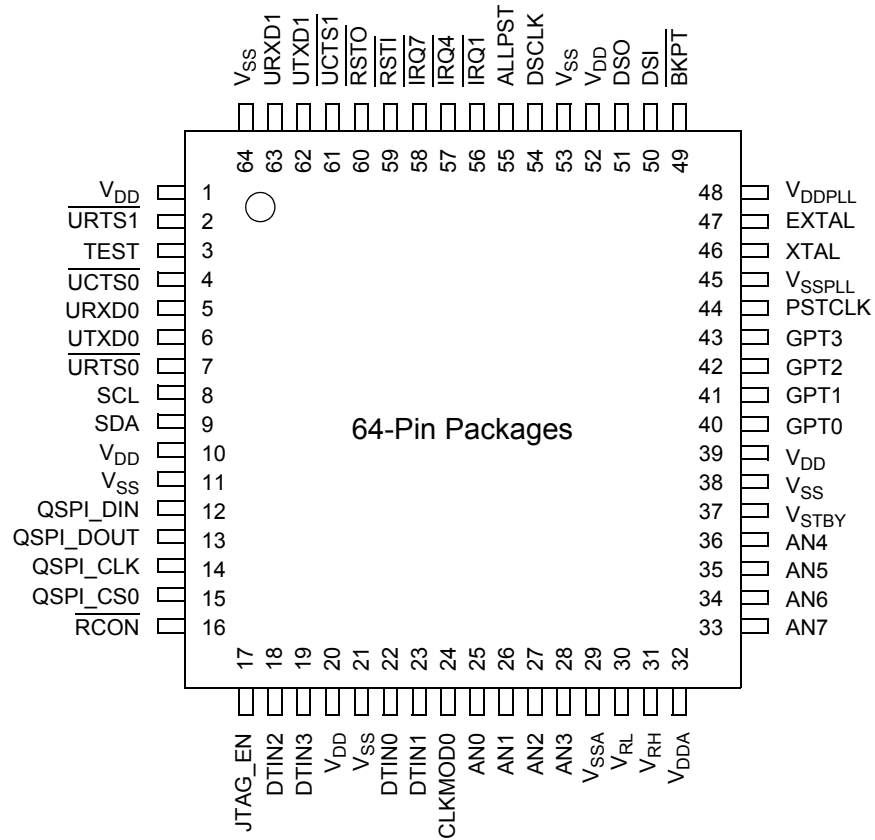 VSS
URXD1
UTXD1
UCTS1
RSTO
RSTI
IRQ7
IRQ4
IRQ1
ALLPST
DSCLK
VSS
VDD
DSO
DSI
BKPT
64
63
62
61
60
59
58
57
56
55
54
53
52
51
50
49
VDD 1
URTS1 2
TEST 3
UCTS0 4
URXD0 5
UTXD0 6
URTS0 7
SCL 8
SDA 9
VDD 10
VSS 11
QSPI_DIN 12
QSPI_DOUT 13
QSPI_CLK 14
QSPI_CS0 15
RCON 16
64-Pin Packages
48 VDDPLL
47 EXTAL
46 XTAL
45 VSSPLL
44 PSTCLK
43 GPT3
42 GPT2
41 GPT1
40 GPT0
39 VDD
38 VSS
37 VSTBY
36 AN4
35 AN5
34 AN6
33 AN7
17
18
19
20
21
22
23
24
25
26
27
28
29
30
31
32
JTAG_EN
DTIN2
DTIN3
VDD
VSS
DTIN0
DTIN1
CLKMOD0
AN0
AN1
AN2
AN3
VSSA
VRL
VRH
VDDA